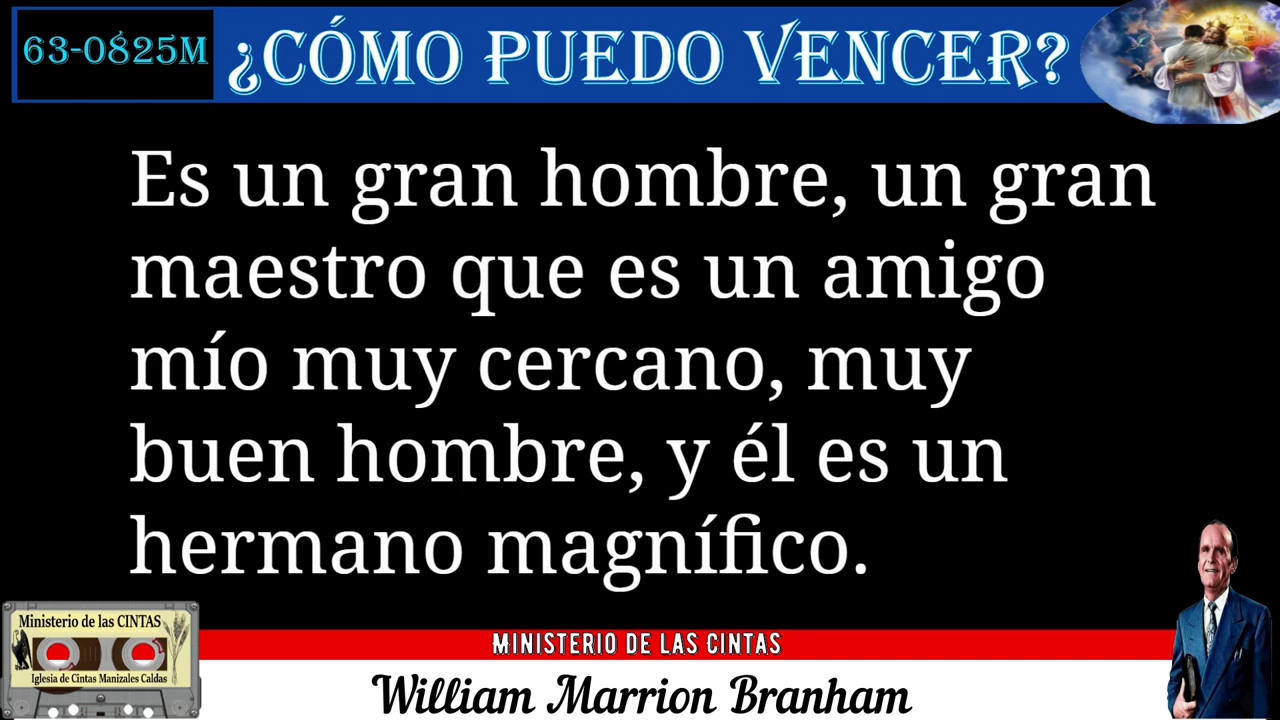 63-0825M
¿CÓMO PUEDO VENCER?
Es un gran hombre, un gran
maestro que es un amigo
mío muy cercano, muy
buen hombre, y él es un
hermano magnífico.
Ministerio de las CINTAS
Iglesia de Cintas Manizales Caldas
MINISTERIO DE LAS CINTAS
William Marrion Branham